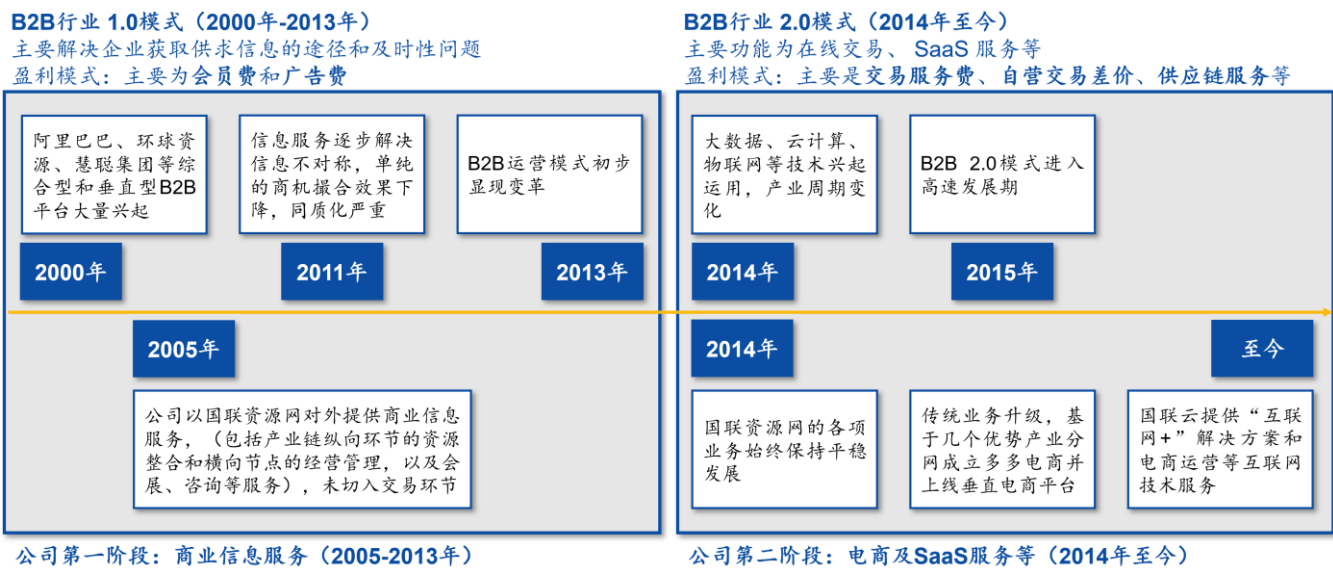 B2B行业 1.0模式（2000年-2013年）
主要解决企业获取供求信息的途径和及时性问题
盈利模式：主要为会员费和广告费
阿里巴巴、环球资
源、慧聪集团等综
合型和垂直型B2B
平台大量兴起
信息服务逐步解决
信息不对称，单纯
的商机撮合效果下
降，同质化严重
B2B运营模式初步
显现变革
2000年
2011年
2013年
2005年
公司以国联资源网对外提供商业信息
服务，（包括产业链纵向环节的资源
整合和横向节点的经营管理，以及会
展、咨询等服务），未切入交易环节
公司第一阶段：商业信息服务（2005-2013年）
B2B行业 2.0模式（2014年至今）
主要功能为在线交易、 SaaS 服务等
盈利模式：主要是交易服务费、自营交易差价、供应链服务等
大数据、云计算、
物联网等技术兴起
运用，产业周期变
化
B2B 2.0模式进入
高速发展期
2014年
2015年
2014年
至今
国联资源网的各项
业务始终保持平稳
发展
传统业务升级，基
于几个优势产业分
网成立多多电商并
上线垂直电商平台
国联云提供“互联
网+”解决方案和
电商运营等互联网
技术服务
公司第二阶段：电商及SaaS服务等（2014年至今）